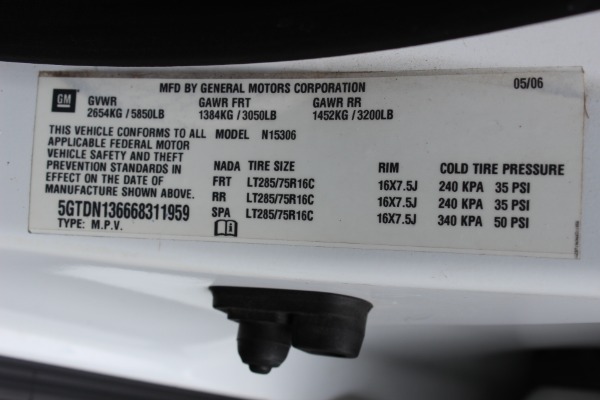 MFD BY GENERAL MOTORS CORPORATION 05/06
GM
GVWR GAWR FRT GAWR RR
2654KG / 5850LB 1384KG / 3050LB 1452KG / 3200LB
THIS VEHICLE CONFORMS TO ALL MODEL N15306
APPLICABLE FEDERAL MOTOR
VEHICLE SAFETY AND THEFT
PREVENTION STANDARDS IN
EFFECT ON THE DATE OF
MANUFACTURE SHOWN ABOVE.
5GTDN136668311959
TYPE: M.P.V.
NADA TIRE SIZE RIM COLD TIRE PRESSURE
FRT LT285/75R16C 16X7.5J 240 KPA 35 PSI
RR LT285/75R16C 16X7.5J 240 KPA 35 PSI
SPA LT285/75R16C 16X7.5J 340 KPA 50 PSI